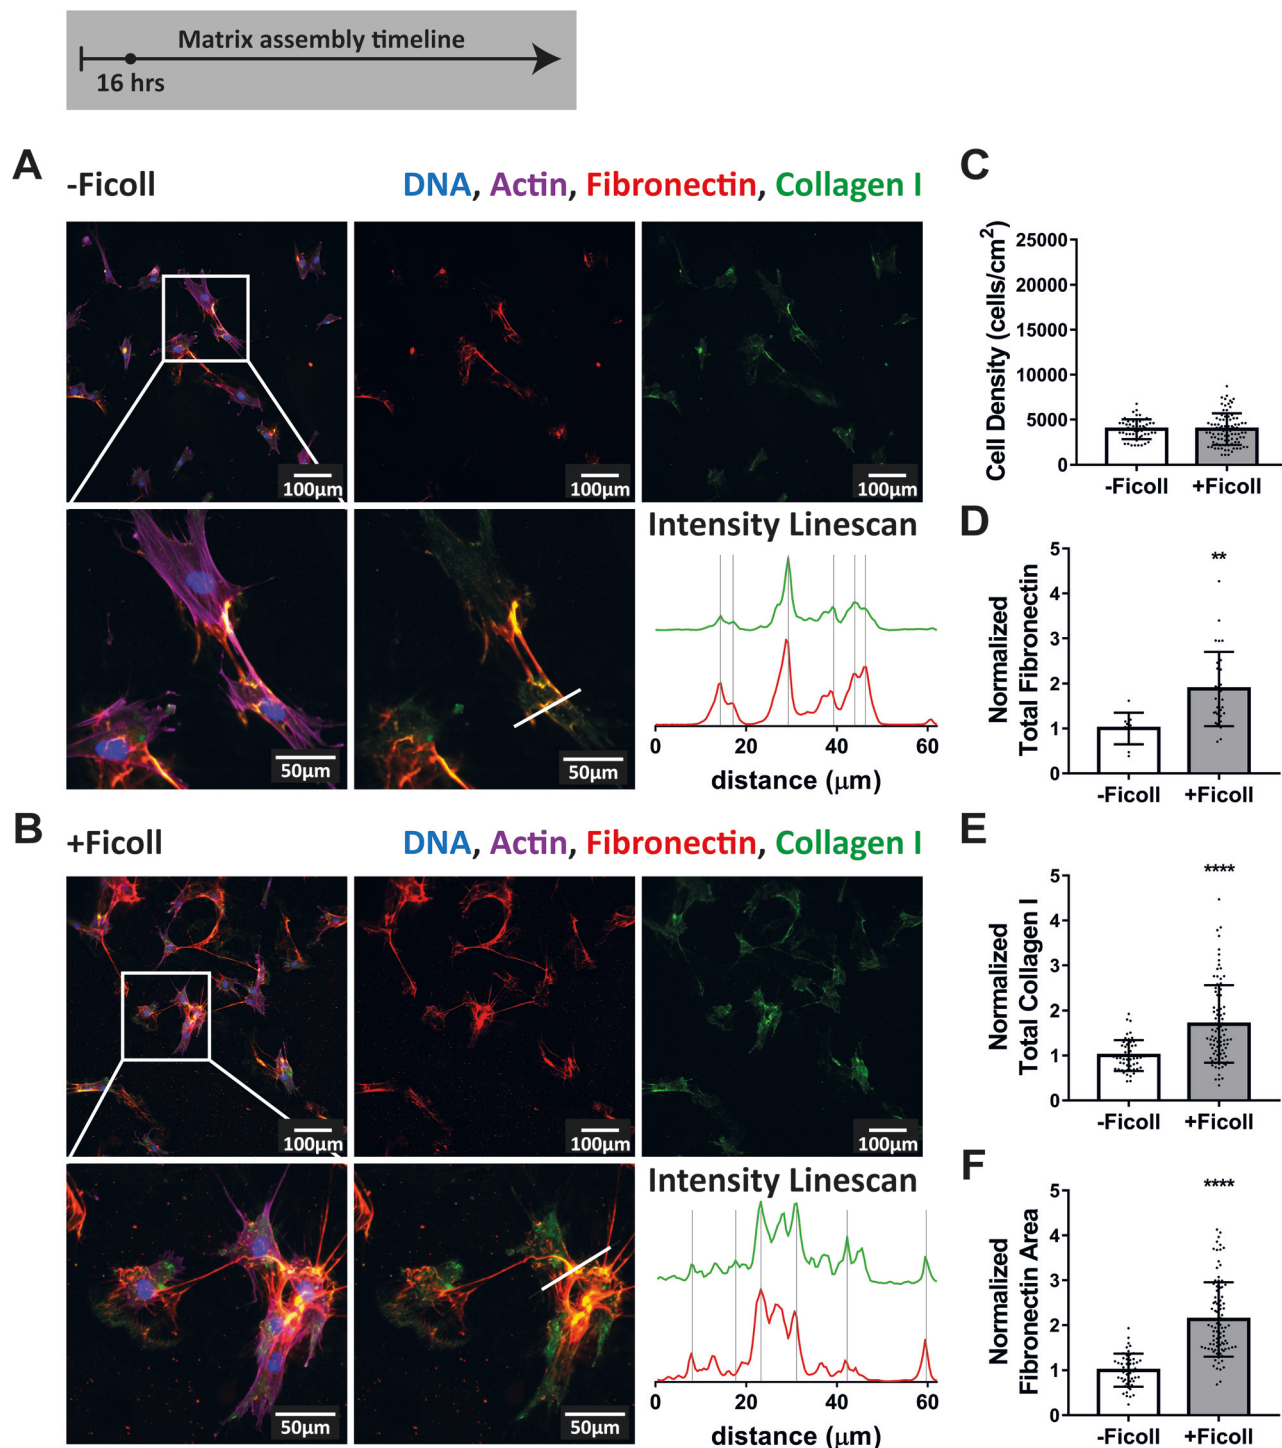 Matrix assembly timeline
16 hrs
A
-Ficoll
DNA, Actin, Fibronectin, Collagen I
100μm
100μm
100μm
50μm
50μm
Intensity Linescan
0 20 40 60
distance (μm)
B
+Ficoll
DNA, Actin, Fibronectin, Collagen I
100μm
100μm
100μm
50μm
50μm
Intensity Linescan
0 20 40 60
distance (μm)
C
Cell Density (cells/cm²)
25000
20000
15000
10000
5000
0
-Ficoll +Ficoll
D
Normalized
Total Fibronectin
5
4
3
2
1
0
**
-Ficoll +Ficoll
E
Normalized
Total Collagen I
5
4
3
2
1
0
****
-Ficoll +Ficoll
F
Normalized
Fibronectin Area
5
4
3
2
1
0
****
-Ficoll +Ficoll